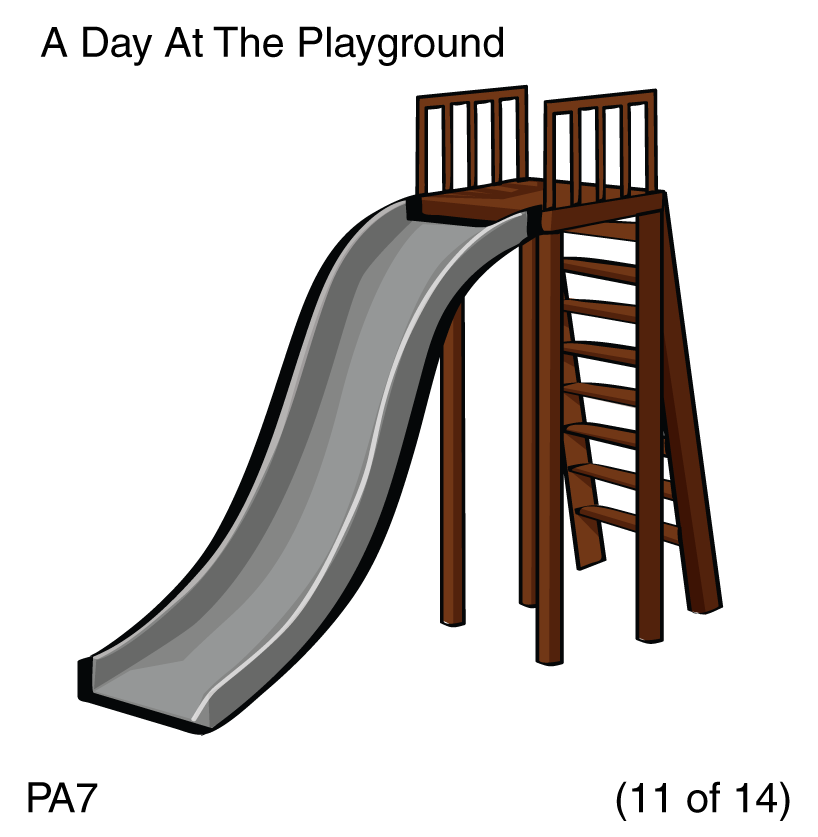 A Day At The Playground
PA7
(11 of 14)